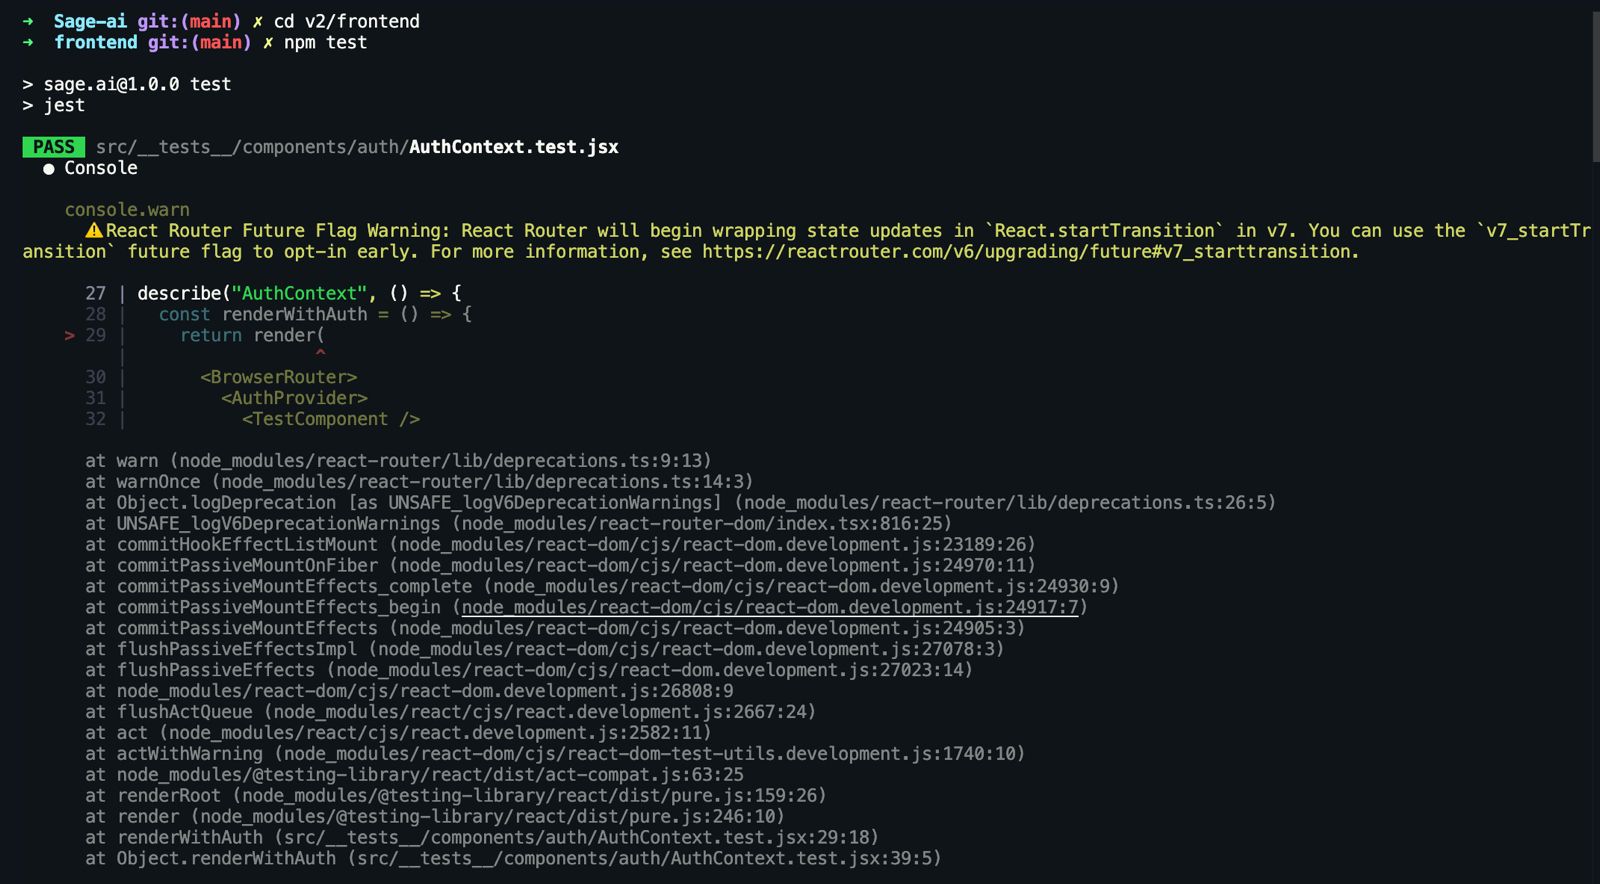 → Sage-ai git:(main) ✗ cd v2/frontend
→ frontend git:(main) ✗ npm test
> sage.ai@1.0.0 test
> jest
PASS src/__tests__/components/auth/AuthContext.test.jsx
● Console
console.warn
⚠️React Router Future Flag Warning: React Router will begin wrapping state updates in `React.startTransition` in v7. You can use the `v7_startTr
ansition` future flag to opt-in early. For more information, see https://reactrouter.com/v6/upgrading/future#v7_starttransition.
27 | describe("AuthContext", () => {
28 | const renderWithAuth = () => {
> 29 | return render(
| ^
30 | <BrowserRouter>
31 | <AuthProvider>
32 | <TestComponent />
at warn (node_modules/react-router/lib/deprecations.ts:9:13)
at warnOnce (node_modules/react-router/lib/deprecations.ts:14:3)
at Object.logDeprecation [as UNSAFE_logV6DeprecationWarnings] (node_modules/react-router/lib/deprecations.ts:26:5)
at UNSAFE_logV6DeprecationWarnings (node_modules/react-router-dom/index.tsx:816:25)
at commitHookEffectListMount (node_modules/react-dom/cjs/react-dom.development.js:23189:26)
at commitPassiveMountOnFiber (node_modules/react-dom/cjs/react-dom.development.js:24970:11)
at commitPassiveMountEffects_complete (node_modules/react-dom/cjs/react-dom.development.js:24930:9)
at commitPassiveMountEffects_begin (node_modules/react-dom/cjs/react-dom.development.js:24917:7)
at commitPassiveMountEffects (node_modules/react-dom/cjs/react-dom.development.js:24905:3)
at flushPassiveEffectsImpl (node_modules/react-dom/cjs/react-dom.development.js:27078:3)
at flushPassiveEffects (node_modules/react-dom/cjs/react-dom.development.js:27023:14)
at node_modules/react-dom/cjs/react-dom.development.js:26808:9
at flushActQueue (node_modules/react/cjs/react.development.js:2667:24)
at act (node_modules/react/cjs/react.development.js:2582:11)
at actWithWarning (node_modules/react-dom/cjs/react-dom-test-utils.development.js:1740:10)
at node_modules/@testing-library/react/dist/act-compat.js:63:25
at renderRoot (node_modules/@testing-library/react/dist/pure.js:159:26)
at render (node_modules/@testing-library/react/dist/pure.js:246:10)
at renderWithAuth (src/__tests__/components/auth/AuthContext.test.jsx:29:18)
at Object.renderWithAuth (src/__tests__/components/auth/AuthContext.test.jsx:39:5)